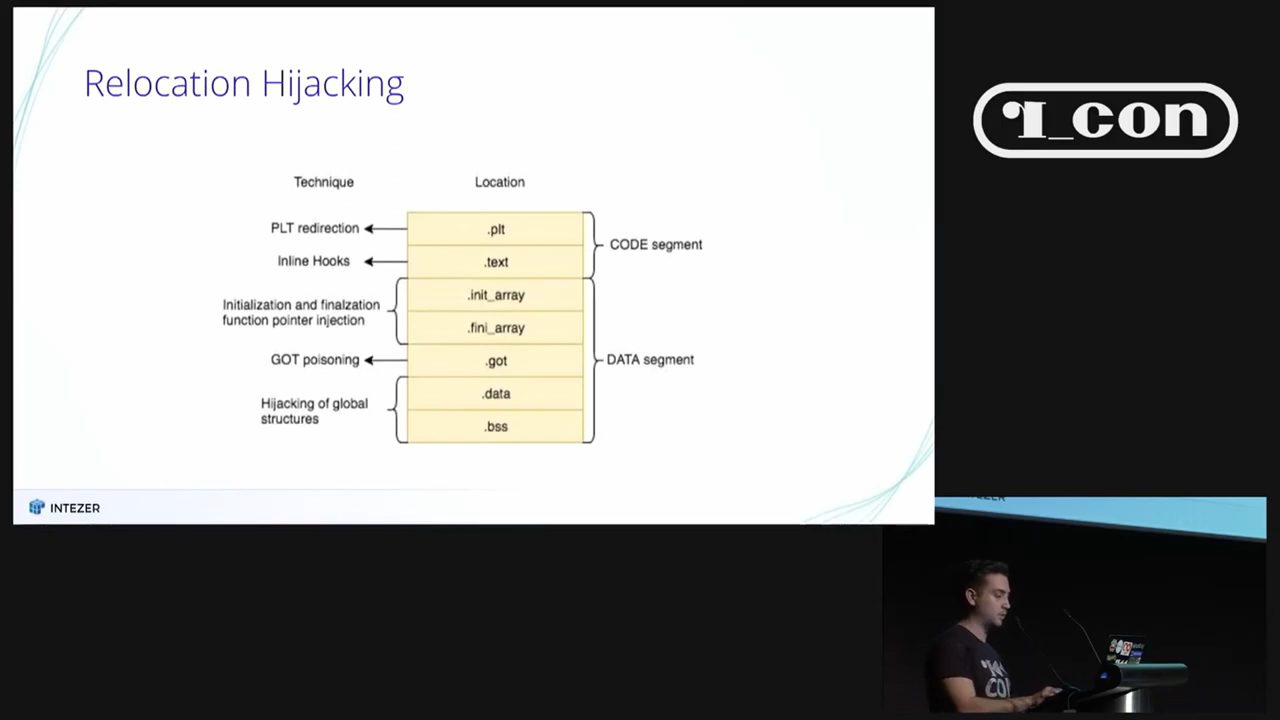 Relocation Hijacking
Technique
Location
PLT redirection
.plt
CODE segment
Inline Hooks
.text
Initialization and finalzation
function pointer injection
.init_array
.fini_array
GOT poisoning
.got
DATA segment
Hijacking of global
structures
.data
.bss
INTEZER
r_con